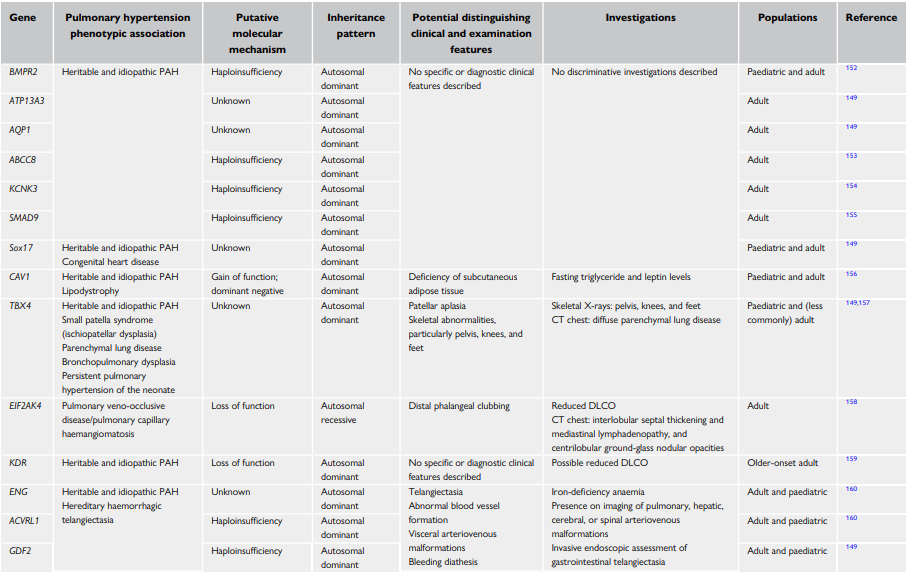 Gene Pulmonary hypertension phenotypic association Putative molecular mechanism Inheritance pattern Potential distinguishing clinical and examination features Investigations Populations Reference
BMPR2 Heritable and idiopathic PAH Haploinsufficiency Autosomal dominant No specific or diagnostic clinical features described No discriminative investigations described Paediatric and adult 152
ATP13A3 Unknown Autosomal dominant Adult 149
AQP1 Unknown Autosomal dominant Adult 149
ABCC8 Haploinsufficiency Autosomal dominant Adult 153
KCNK3 Haploinsufficiency Autosomal dominant Adult 154
SMAD9 Haploinsufficiency Autosomal dominant Adult 155
Sox17 Heritable and idiopathic PAH Congenital heart disease Unknown Autosomal dominant Paediatric and adult 149
CAV1 Heritable and idiopathic PAH Lipodystrophy Gain of function; dominant negative Autosomal dominant Deficiency of subcutaneous adipose tissue Fasting triglyceride and leptin levels Paediatric and adult 156
TBX4 Heritable and idiopathic PAH Small patella syndrome (ischiopatellar dysplasia) Parenchymal lung disease Bronchopulmonary dysplasia Persistent pulmonary hypertension of the neonate Unknown Autosomal dominant Patellar aplasia Skeletal abnormalities, particularly pelvis, knees, and feet Skeletal X-rays: pelvis, knees, and feet CT chest: diffuse parenchymal lung disease Paediatric and (less commonly) adult 149,157
EIF2AK4 Pulmonary veno-occlusive disease/pulmonary capillary haemangiomatosis Loss of function Autosomal recessive Distal phalangeal clubbing Reduced DLCO CT chest: interlobular septal thickening and mediastinal lymphadenopathy, and centrilobular ground-glass nodular opacities Adult 158
KDR Heritable and idiopathic PAH Loss of function Autosomal dominant No specific or diagnostic clinical features described Possible reduced DLCO Older-onset adult 159
ENG Heritable and idiopathic PAH Hereditary haemorrhagic telangiectasia Unknown Autosomal dominant Telangiectasia Abnormal blood vessel formation Visceral arteriovenous malformations Bleeding diathesis Iron-deficiency anaemia Presence on imaging of pulmonary, hepatic, cerebral, or spinal arteriovenous malformations Invasive endoscopic assessment of gastrointestinal telangiectasia Adult and paediatric 160
ACVRL1 Haploinsufficiency Autosomal dominant Adult and paediatric 160
GDF2 Haploinsufficiency Autosomal dominant Adult and paediatric 149